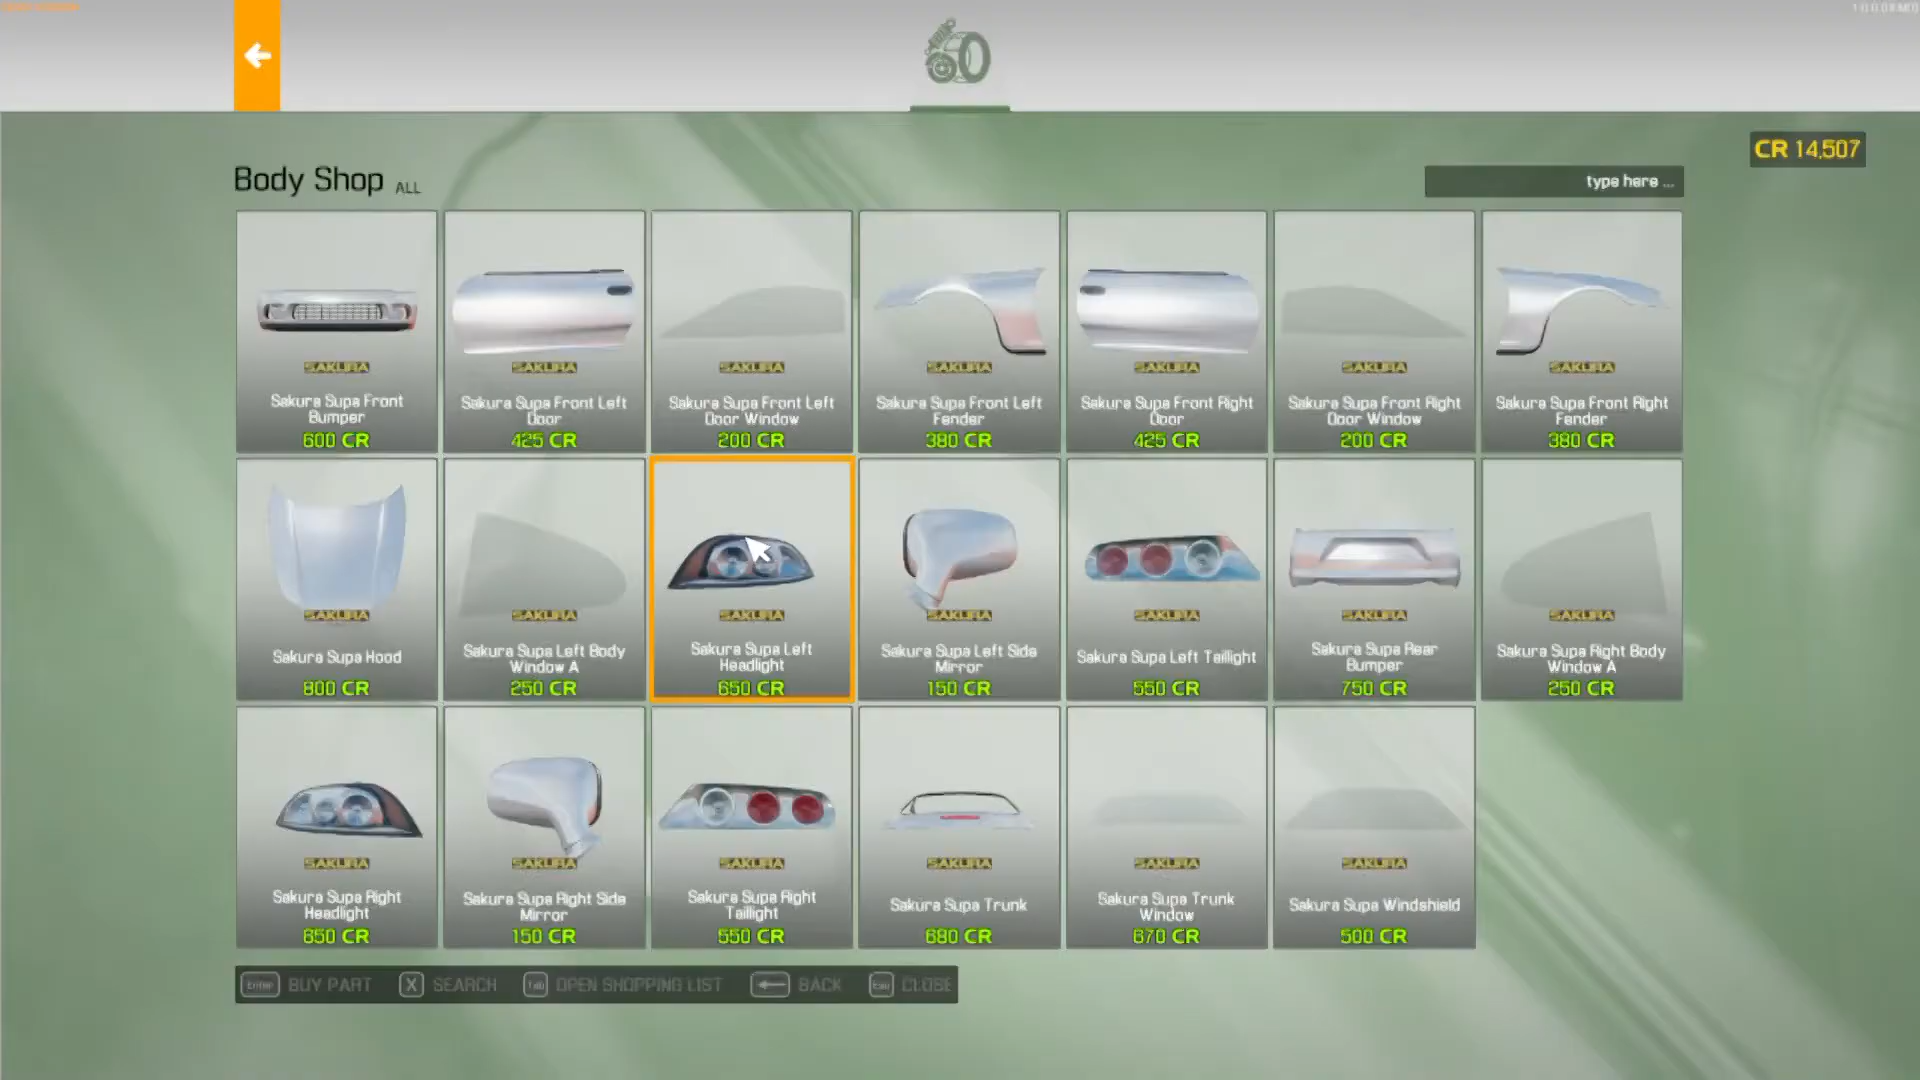 CR 14,507
Body Shop ALL
type here ...
SAKURA
SAKURA
SAKURA
SAKURA
SAKURA
SAKURA
SAKURA
Sakura Supa Front
Bumper
600 CR
Sakura Supa Front Left
Door
425 CR
Sakura Supa Front Left
Door Window
200 CR
Sakura Supa Front Left
Fender
380 CR
Sakura Supa Front Right
Door
425 CR
Sakura Supa Front Right
Door Window
200 CR
Sakura Supa Front Right
Fender
380 CR
SAKURA
SAKURA
SAKURA
SAKURA
SAKURA
SAKURA
SAKURA
Sakura Supa Hood
800 CR
Sakura Supa Left Body
Window A
250 CR
Sakura Supa Left
Headlight
650 CR
Sakura Supa Left Side
Mirror
150 CR
Sakura Supa Left Taillight
550 CR
Sakura Supa Rear
Bumper
750 CR
Sakura Supa Right Body
Window A
250 CR
SAKURA
SAKURA
SAKURA
SAKURA
SAKURA
SAKURA
Sakura Supa Right
Headlight
650 CR
Sakura Supa Right Side
Mirror
150 CR
Sakura Supa Right
Taillight
550 CR
Sakura Supa Trunk
680 CR
Sakura Supa Trunk
Window
670 CR
Sakura Supa Windshield
500 CR
Enter BUY PART X SEARCH Tab OPEN SHOPPING LIST BACK Esc CLOSE